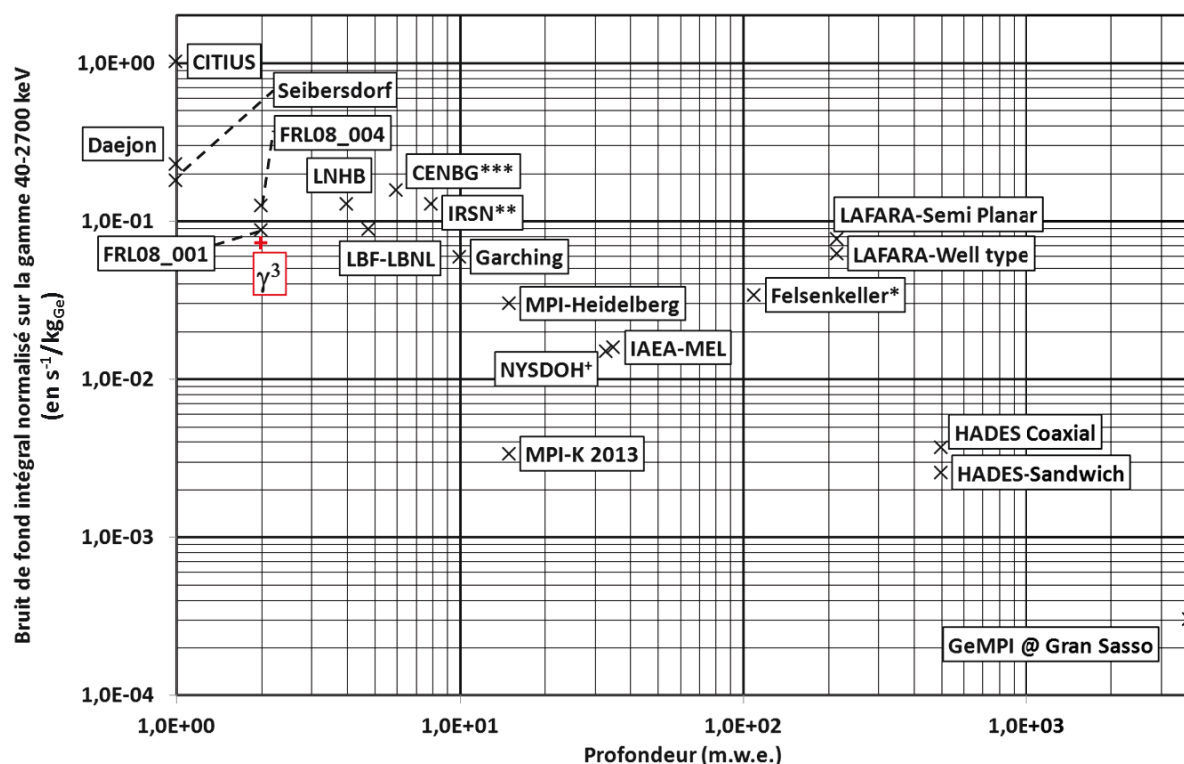 Bruit de fond intégral normalisé sur la gamme 40-2700 keV
(en s⁻¹/kg_Ge)
1,0E+00
1,0E-01
1,0E-02
1,0E-03
1,0E-04
CITIUS
Seibersdorf
Daejon
FRL08_004
LNHB
CENBG***
IRSN**
FRL08_001
γ³
LBF-LBNL
Garching
LAFARA-Semi Planar
LAFARA-Well type
MPI-Heidelberg
Felsenkeller*
IAEA-MEL
NYSDOH⁺
MPI-K 2013
HADES Coaxial
HADES-Sandwich
GeMPI @ Gran Sasso
1,0E+00
1,0E+01
1,0E+02
1,0E+03
Profondeur (m.w.e.)